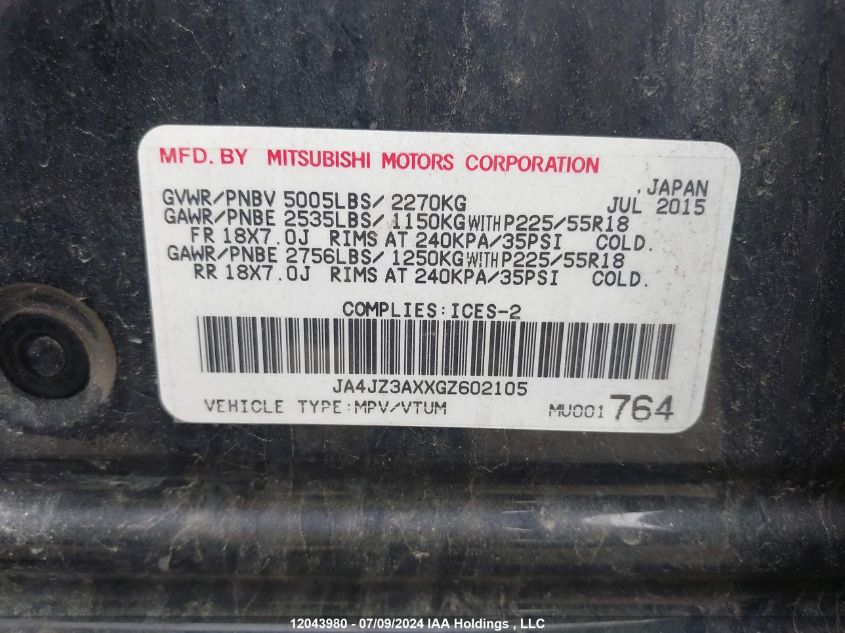 MFD. BY MITSUBISHI MOTORS CORPORATION
, JAPAN
GVWR/PNBV 5005LBS/ 2270KG JUL 2015
GAWR/PNBE 2535LBS/ 1150KG WITH P225/55R18
FR 18X7.0J RIMS AT 240KPA/35PSI COLD.
GAWR/PNBE 2756LBS/ 1250KG WITH P225/55R18
RR 18X7.0J RIMS AT 240KPA/35PSI COLD.
COMPLIES:ICES-2
JA4JZ3AXXGZ602105
VEHICLE TYPE:MPV/VTUM MU001 764
12043980 - 07/09/2024 IAA Holdings , LLC